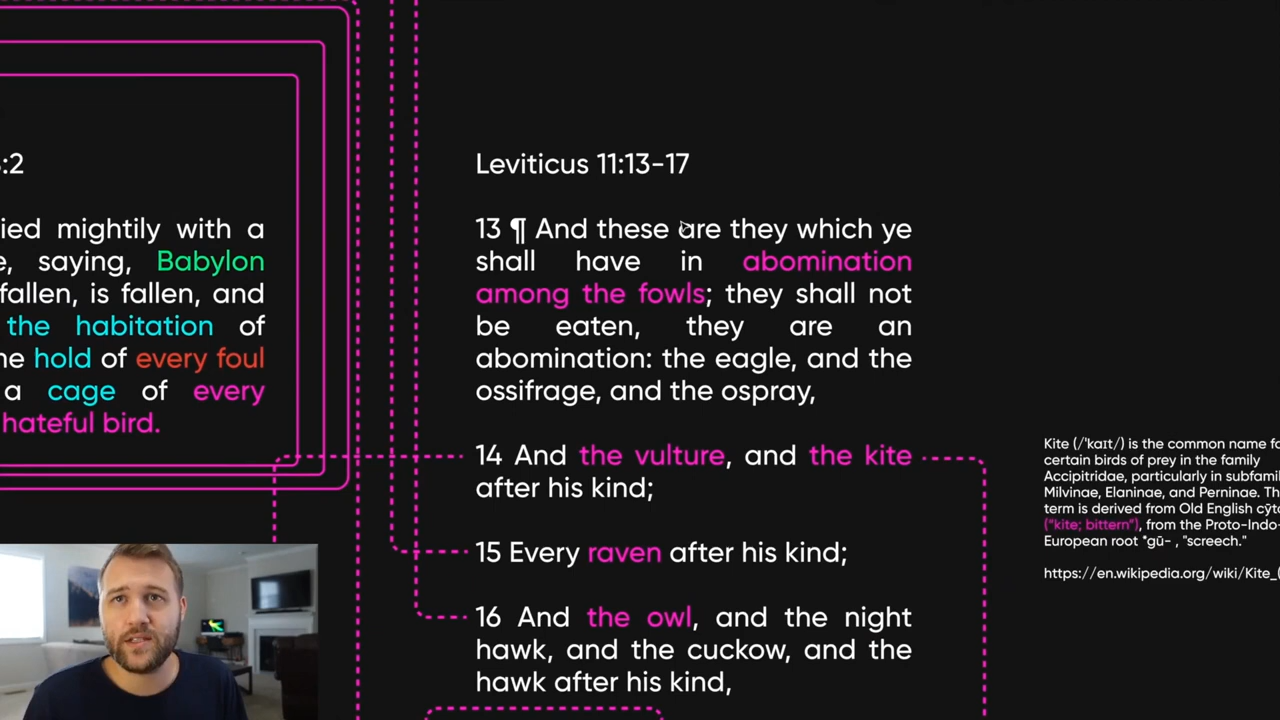 :2
ied mightily with a
e, saying, Babylon
fallen, is fallen, and
the habitation of
he hold of every foul
a cage of every
hateful bird.
Leviticus 11:13-17
13 ¶ And these are they which ye
shall have in abomination
among the fowls; they shall not
be eaten, they are an
abomination: the eagle, and the
ossifrage, and the ospray,
14 And the vulture, and the kite
after his kind;
15 Every raven after his kind;
16 And the owl, and the night
hawk, and the cuckow, and the
hawk after his kind,
Kite (/ˈkaɪt/) is the common name fo
certain birds of prey in the family
Accipitridae, particularly in subfami
Milvinae, Elaninae, and Perninae. Th
term is derived from Old English cȳta
("kite; bittern"), from the Proto-Indo-
European root *gū- , "screech."
https://en.wikipedia.org/wiki/Kite_(